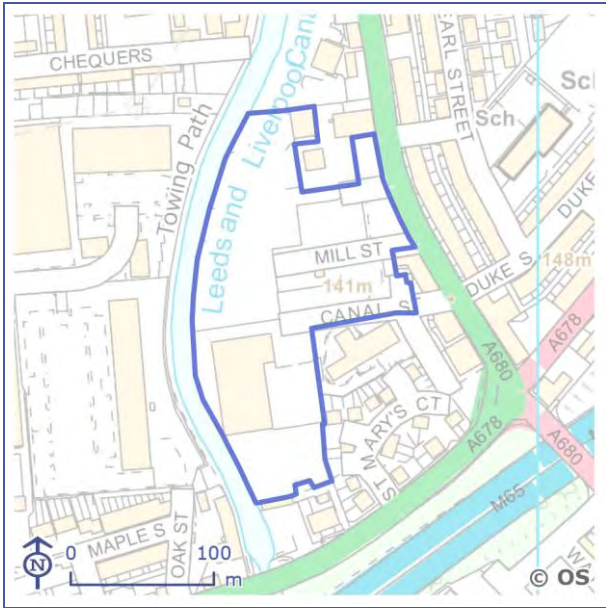 CHEQUERS
Leeds and Liverpool Canal
Towing Path
EARL STREET
Sch
Sch
MILL ST
141m
CANAL S
DUKE S
DUKE
148m
A678
A680
A678
A680
ST MARY'S CT
M65
MAPLE S
OAK ST
W
N
0 100
m
© OS